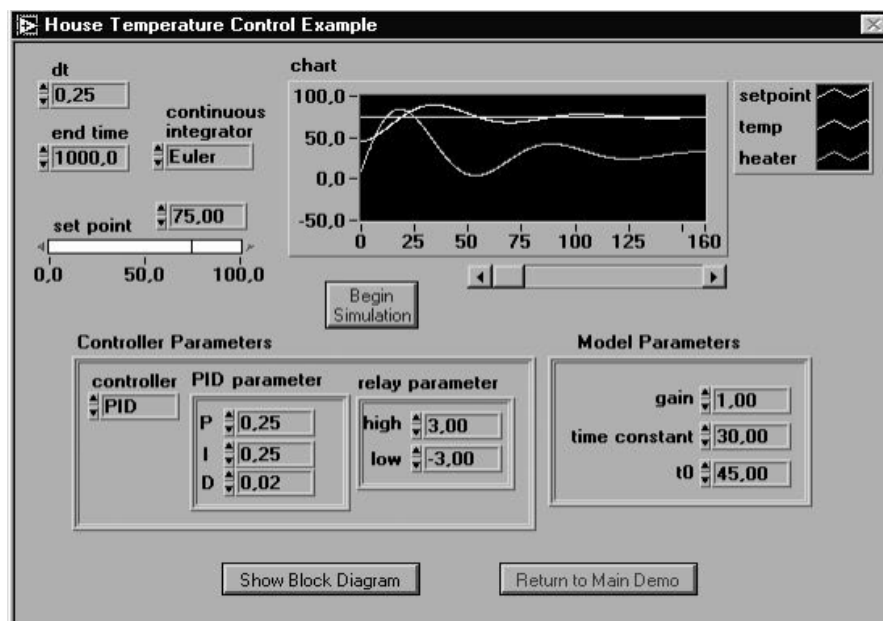 House Temperature Control Example
dt
0,25
end time
1000,0
continuous
integrator
Euler
set point
75,00
0,0 50,0 100,0
chart
100,0
50,0
0,0
-50,0
0 25 50 75 100 125 160
setpoint
temp
heater
Begin
Simulation
Controller Parameters
controller
PID
PID parameter
P 0,25
I 0,25
D 0,02
relay parameter
high 3,00
low -3,00
Model Parameters
gain 1,00
time constant 30,00
t0 45,00
Show Block Diagram
Return to Main Demo